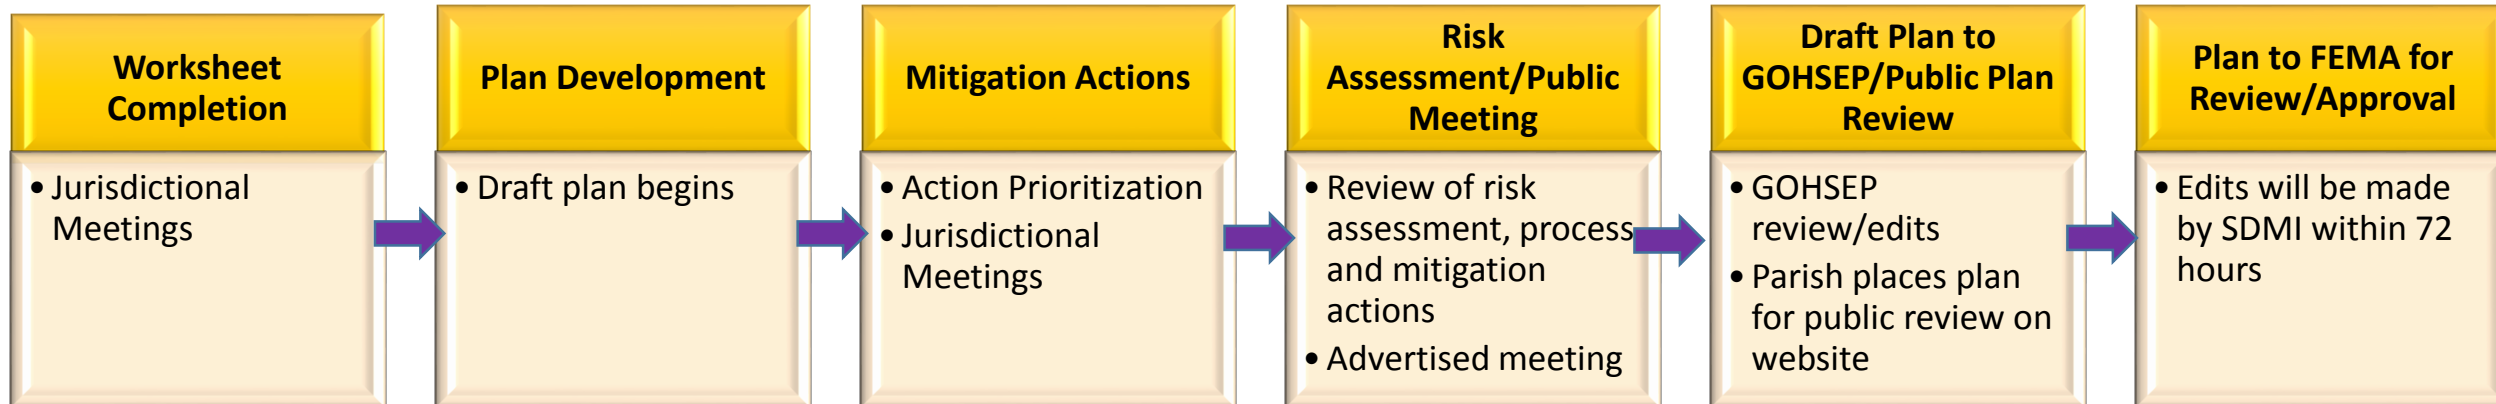 Worksheet
Completion
• Jurisdictional
Meetings
Plan Development
• Draft plan begins
Mitigation Actions
• Action Prioritization
• Jurisdictional
Meetings
Risk
Assessment/Public
Meeting
• Review of risk
assessment, process
and mitigation
actions
• Advertised meeting
Draft Plan to
GOHSEP/Public Plan
Review
• GOHSEP
review/edits
• Parish places plan
for public review on
website
Plan to FEMA for
Review/Approval
• Edits will be made
by SDMI within 72
hours